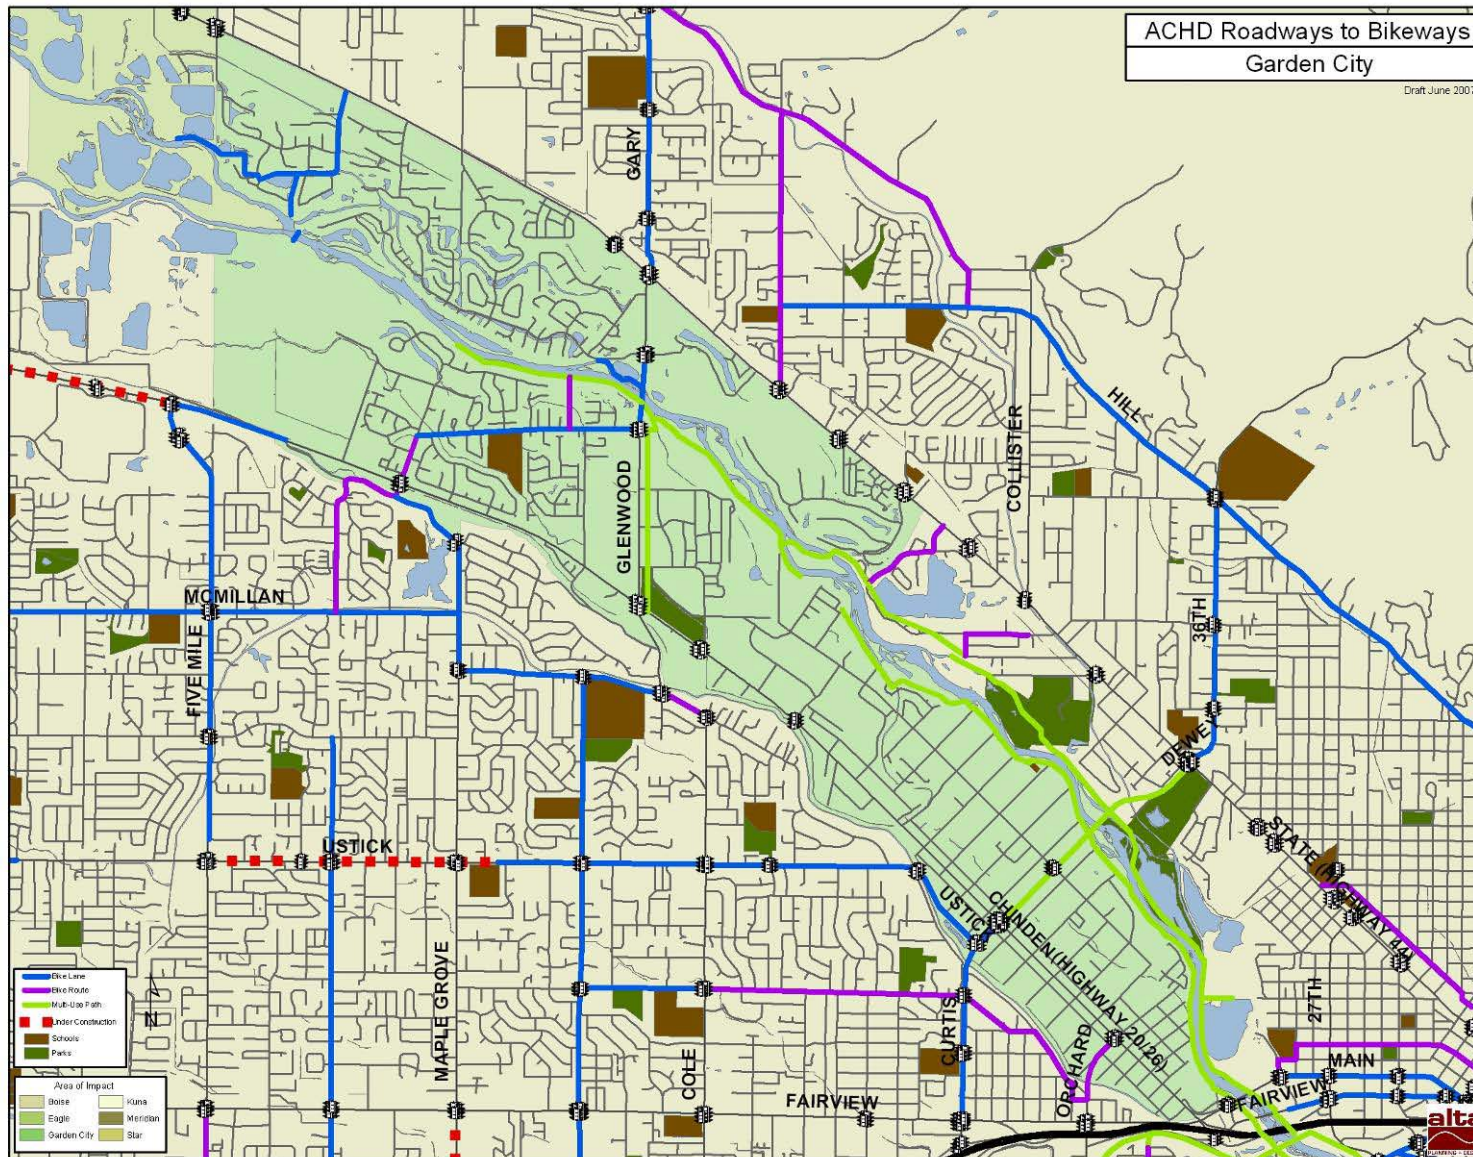 ACHD Roadways to Bikeways
Garden City
Draft June 2007
GARY
HILL
COLLISTER
GLENWOOD
MCMILLAN
36TH
FIVE MILE
DEWEY
USTICK
STATE (HIGHWAY 44)
USTICK
CHINDEN(HIGHWAY 20/26)
MAPLE GROVE
27TH
CURTIS
ORCHARD
COLE
MAIN
FAIRVIEW
FAIRVIEW
Bike Lane
Bike Route
Multi-Use Path
Under Construction
Schools
Parks
N
Area of Impact
Boise
Kuna
Eagle
Meridian
Garden City
Star
alta